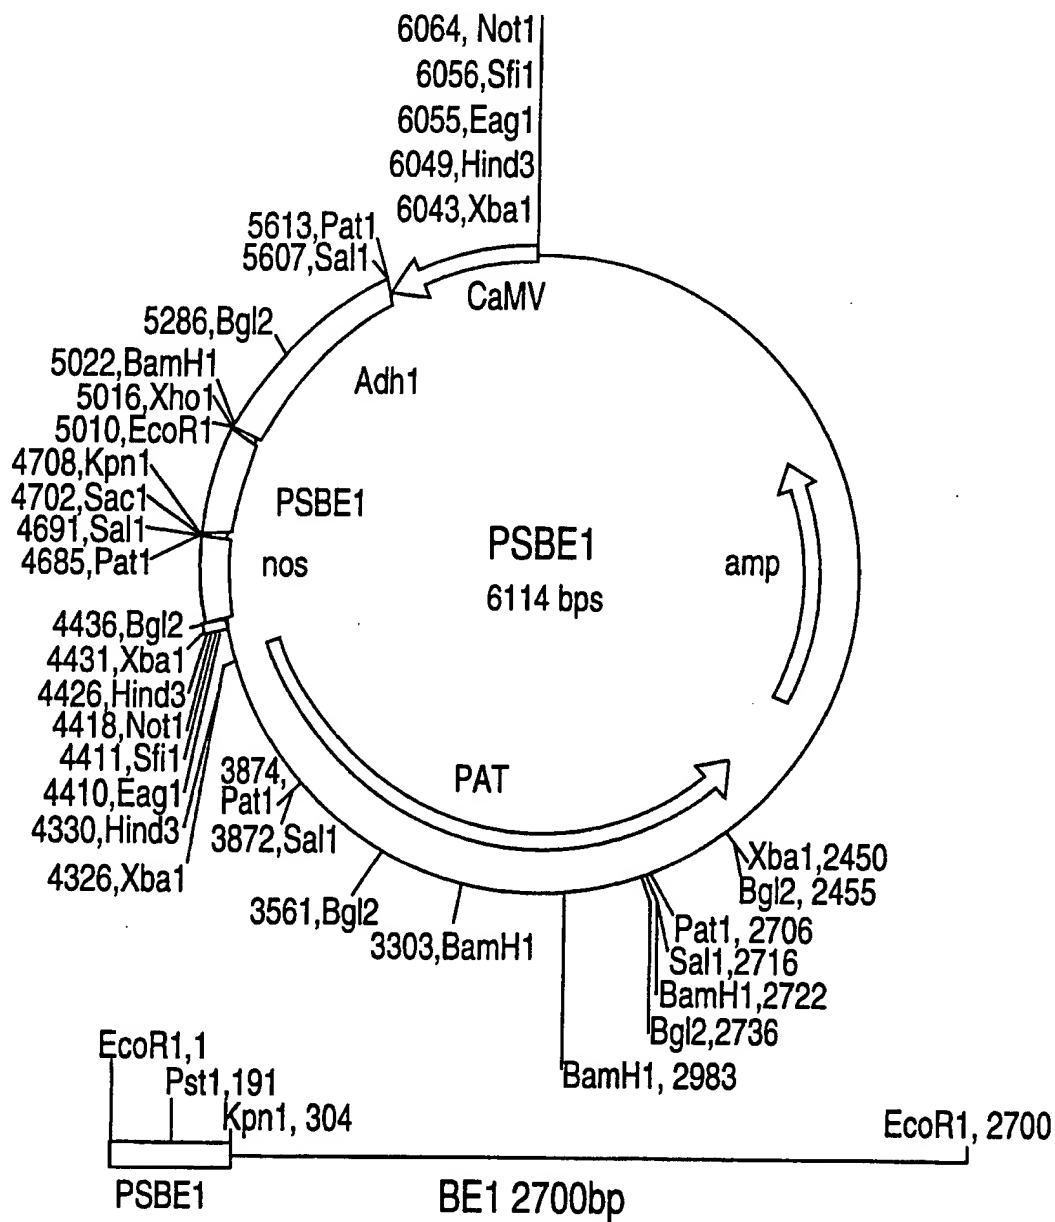 6064, Not1
6056,Sfi1
6055,Eag1
6049,Hind3
6043,Xba1
5613,Pat1
5607,Sal1
CaMV
5286,Bgl2
5022,BamH1
5016,Xho1
5010,EcoR1
4708,Kpn1
4702,Sac1
4691,Sal1
4685,Pat1
Adh1
PSBE1
nos
PSBE1
6114 bps
amp
4436,Bgl2
4431,Xba1
4426,Hind3
4418,Not1
4411,Sfi1
4410,Eag1
4330,Hind3
4326,Xba1
3874,
Pat1
3872,Sal1
PAT
3561,Bgl2
3303,BamH1
Xba1,2450
Bgl2, 2455
Pat1, 2706
Sal1,2716
BamH1,2722
Bgl2,2736
BamH1, 2983
EcoR1,1
Pst1,191
Kpn1, 304
EcoR1, 2700
PSBE1
BE1 2700bp